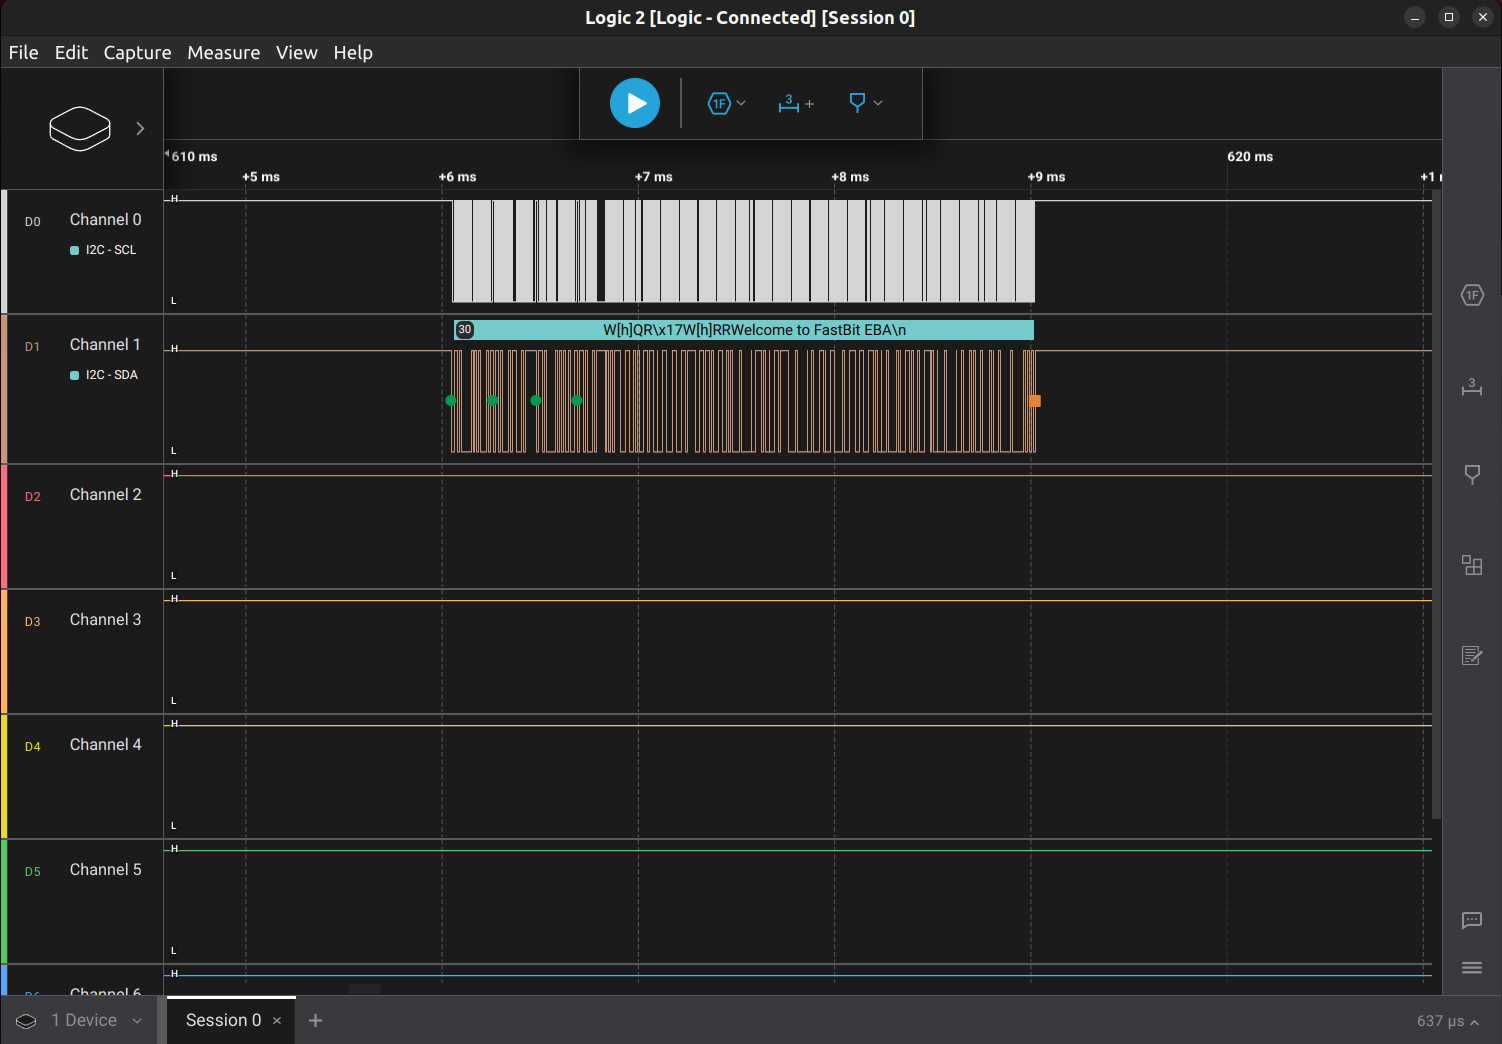 Logic 2 [Logic - Connected] [Session 0]
File Edit Capture Measure View Help
1F
3
610 ms
620 ms
+5 ms
+6 ms
+7 ms
+8 ms
+9 ms
+1
D0 Channel 0
I2C - SCL
H
L
D1 Channel 1
I2C - SDA
30
W[h]QR\x17W[h]RRWelcome to FastBit EBA\n
H
L
D2 Channel 2
H
L
D3 Channel 3
H
L
D4 Channel 4
H
L
D5 Channel 5
H
L
D6 Channel 6
H
1F
3
1 Device
Session 0
637 µs